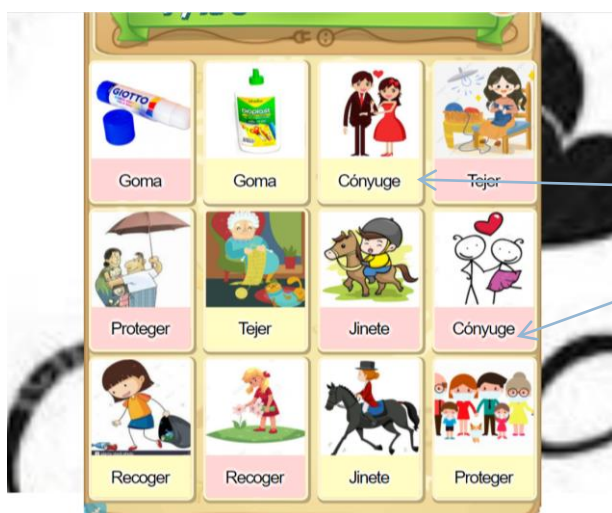 GIOTTO
Goma Goma Cónyuge Tejer
Proteger Tejer Jinete Cónyuge
Recoger Recoger Jinete Proteger